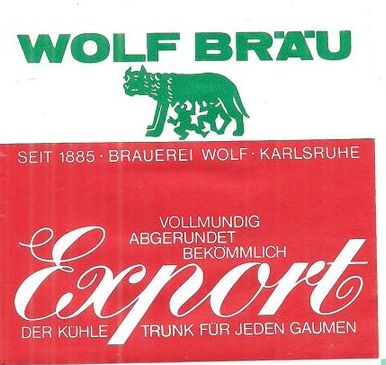 WOLF BRÄU
SEIT 1885 · BRAUEREI WOLF · KARLSRUHE
VOLLMUNDIG
ABGERUNDET
BEKÖMMLICH
Export
DER KÜHLE TRUNK FÜR JEDEN GAUMEN